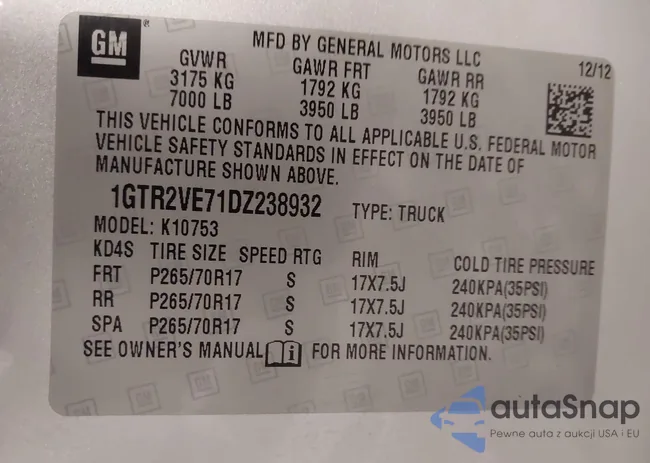 GM
MFD BY GENERAL MOTORS LLC
12/12
GVWR GAWR FRT GAWR RR
3175 KG 1792 KG 1792 KG
7000 LB 3950 LB 3950 LB
THIS VEHICLE CONFORMS TO ALL APPLICABLE U.S. FEDERAL MOTOR
VEHICLE SAFETY STANDARDS IN EFFECT ON THE DATE OF
MANUFACTURE SHOWN ABOVE.
1GTR2VE71DZ238932 TYPE: TRUCK
MODEL: K10753
KD4S TIRE SIZE SPEED RTG RIM COLD TIRE PRESSURE
FRT P265/70R17 S 17X7.5J 240KPA(35PSI)
RR P265/70R17 S 17X7.5J 240KPA(35PSI)
SPA P265/70R17 S 17X7.5J 240KPA(35PSI)
SEE OWNER'S MANUAL i FOR MORE INFORMATION.
autaSnap
Pewne auta z aukcji USA i EU